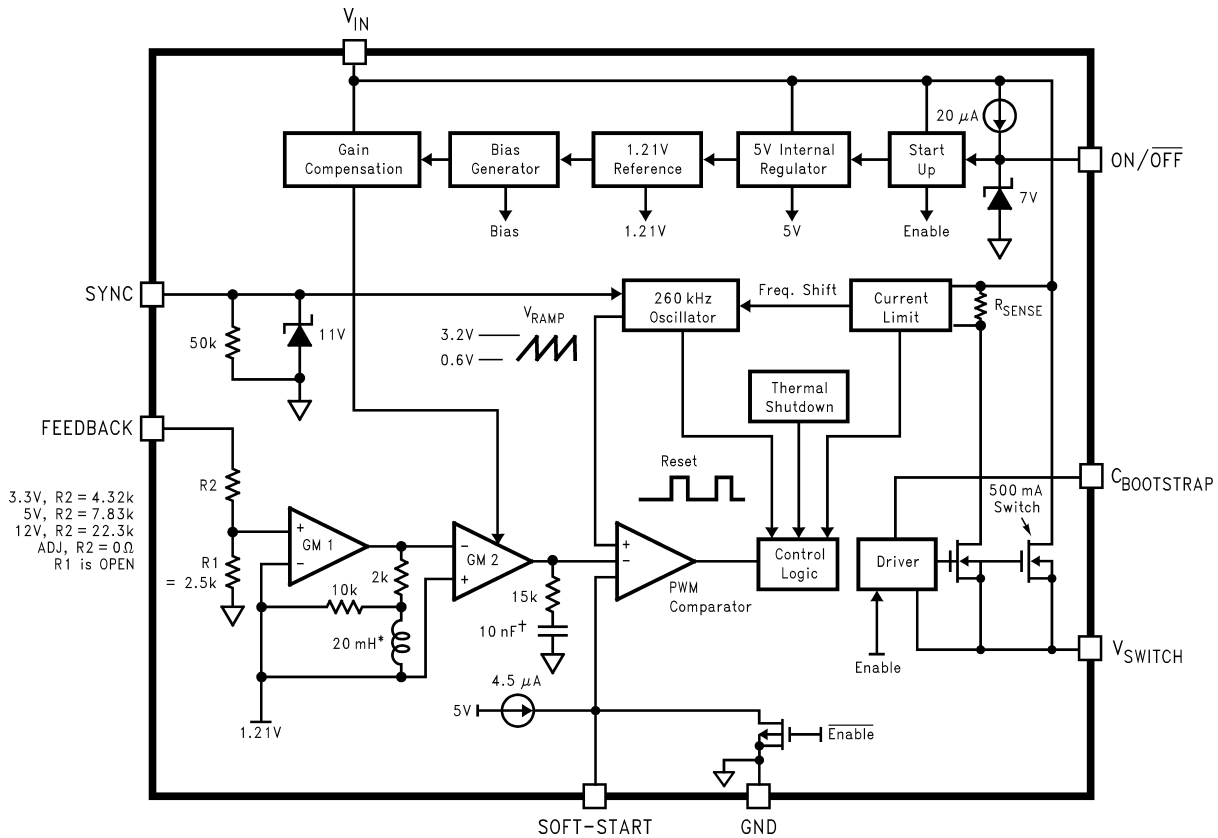 V_IN
20 μA
ON/O̅F̅F̅
Gain
Compensation
Bias
Generator
1.21V
Reference
5V Internal
Regulator
Start
Up
7V
Bias
1.21V
5V
Enable
SYNC
50k
11V
V_RAMP
3.2V
0.6V
260 kHz
Oscillator
Freq. Shift
Current
Limit
R_SENSE
Thermal
Shutdown
FEEDBACK
3.3V, R2 = 4.32k
5V, R2 = 7.83k
12V, R2 = 22.3k
ADJ, R2 = 0Ω
R1 is OPEN
R2
R1
= 2.5k
+
−
GM 1
2k
10k
20 mH*
1.21V
−
+
GM 2
15k
10 nF†
Reset
+
−
PWM
Comparator
Control
Logic
Driver
Enable
500 mA
Switch
C_BOOTSTRAP
V_SWITCH
4.5 μA
5V
E̅n̅a̅b̅l̅e̅
SOFT-START
GND